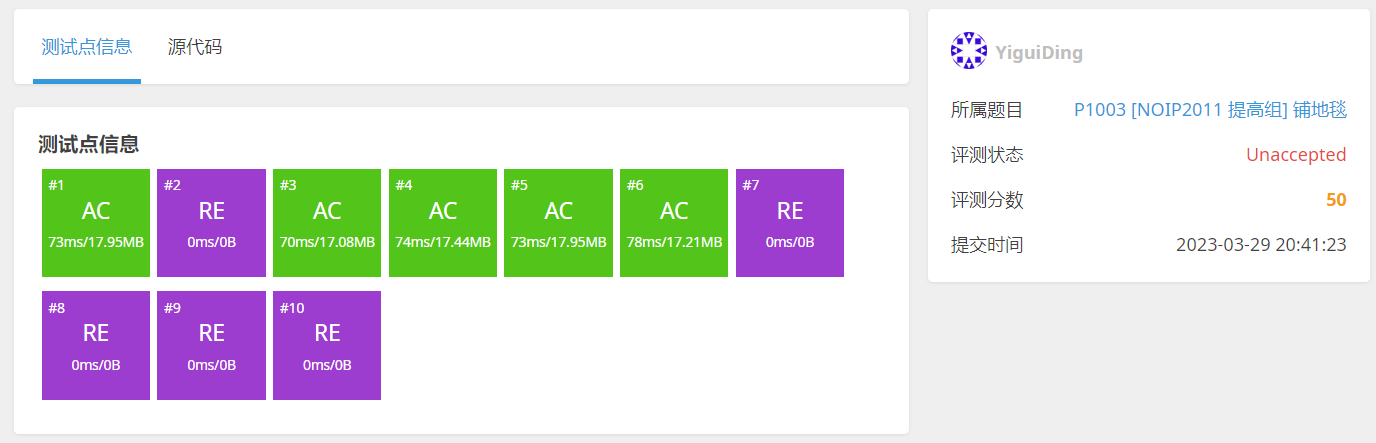 测试点信息 源代码
测试点信息
#1 #2 #3 #4 #5 #6 #7
AC RE AC AC AC AC RE
73ms/17.95MB 0ms/0B 70ms/17.08MB 74ms/17.44MB 73ms/17.95MB 78ms/17.21MB 0ms/0B
#8 #9 #10
RE RE RE
0ms/0B 0ms/0B 0ms/0B
YiguiDing
所属题目 P1003 [NOIP2011 提高组] 铺地毯
评测状态 Unaccepted
评测分数 50
提交时间 2023-03-29 20:41:23